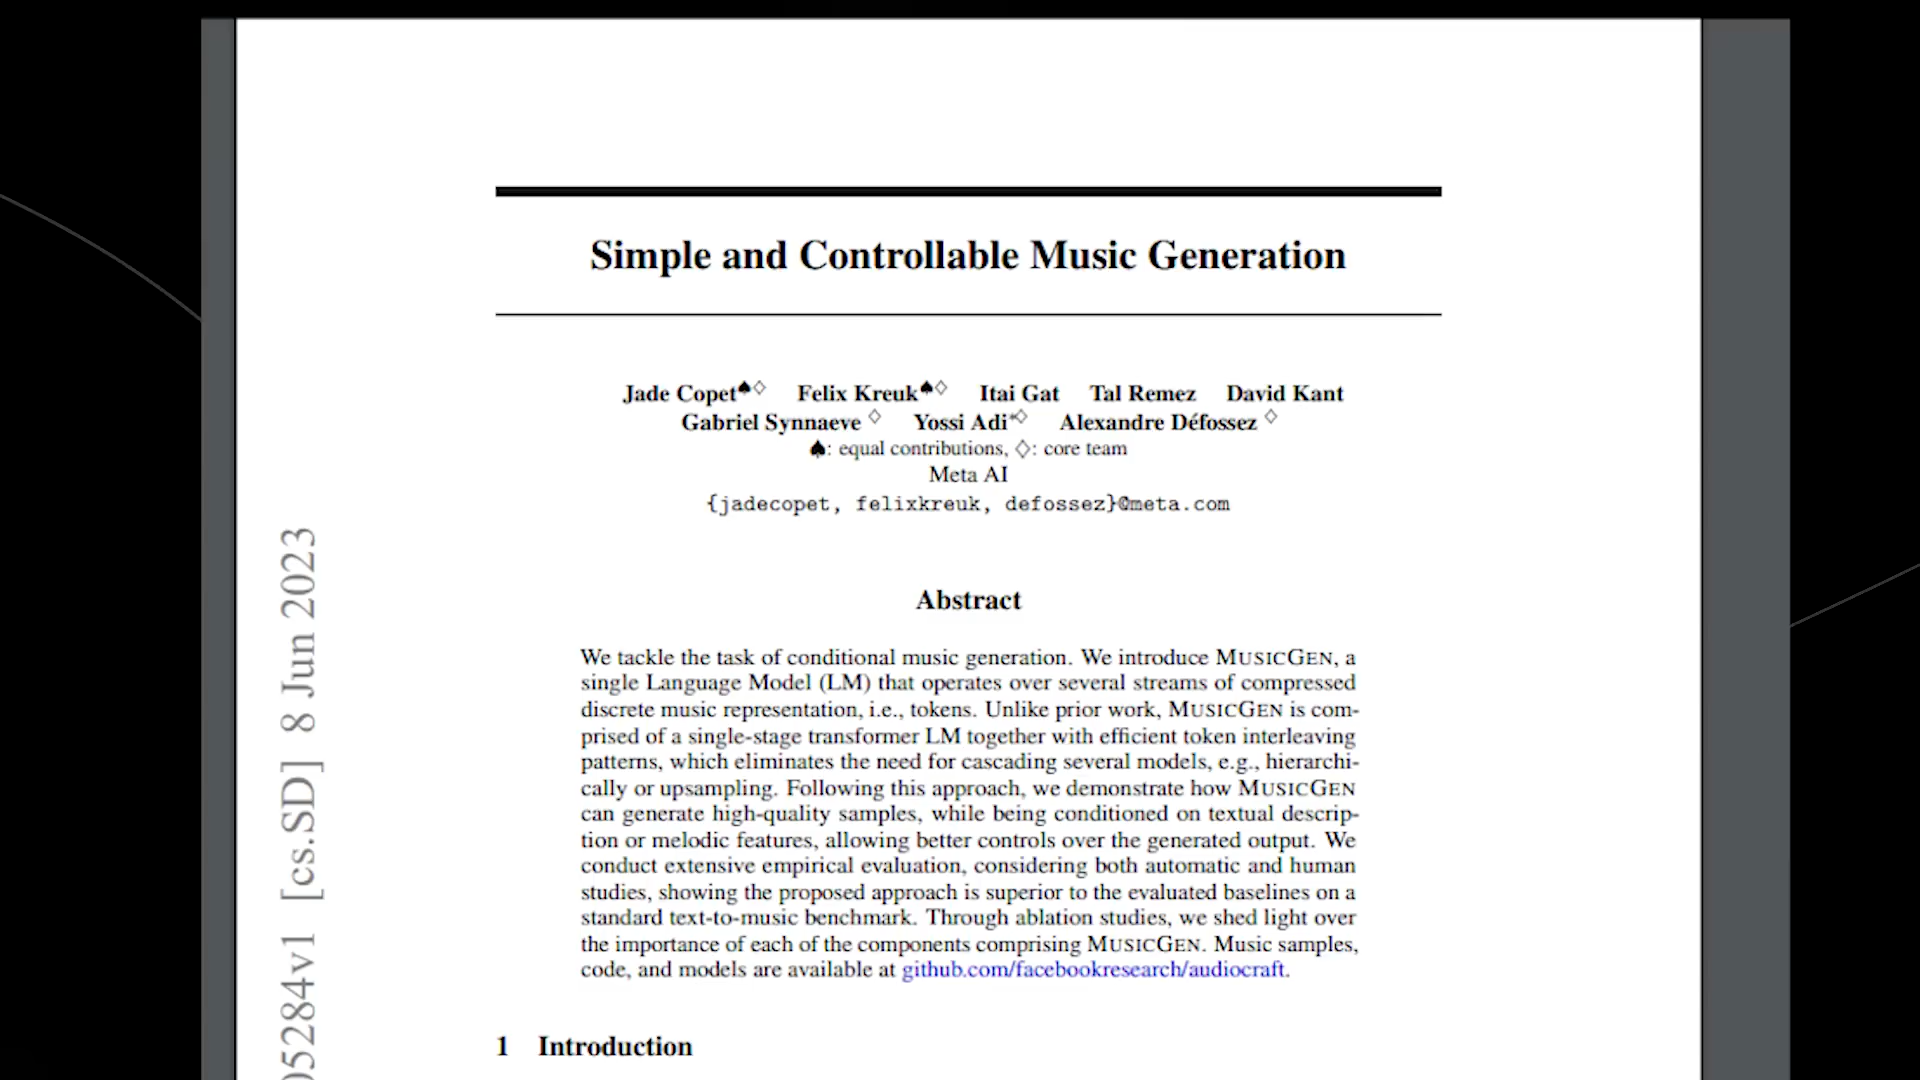 Simple and Controllable Music Generation
Jade Copet♠♢ Felix Kreuk♠♢ Itai Gat Tal Remez David Kant
Gabriel Synnaeve ♢ Yossi Adi*♢ Alexandre Défossez ♢
♠: equal contributions, ♢: core team
Meta AI
{jadecopet, felixkreuk, defossez}@meta.com
Abstract
We tackle the task of conditional music generation. We introduce MUSICGEN, a
single Language Model (LM) that operates over several streams of compressed
discrete music representation, i.e., tokens. Unlike prior work, MUSICGEN is com-
prised of a single-stage transformer LM together with efficient token interleaving
patterns, which eliminates the need for cascading several models, e.g., hierarchi-
cally or upsampling. Following this approach, we demonstrate how MUSICGEN
can generate high-quality samples, while being conditioned on textual descrip-
tion or melodic features, allowing better controls over the generated output. We
conduct extensive empirical evaluation, considering both automatic and human
studies, showing the proposed approach is superior to the evaluated baselines on a
standard text-to-music benchmark. Through ablation studies, we shed light over
the importance of each of the components comprising MUSICGEN. Music samples,
code, and models are available at github.com/facebookresearch/audiocraft.
1 Introduction
05284v1 [cs.SD] 8 Jun 2023